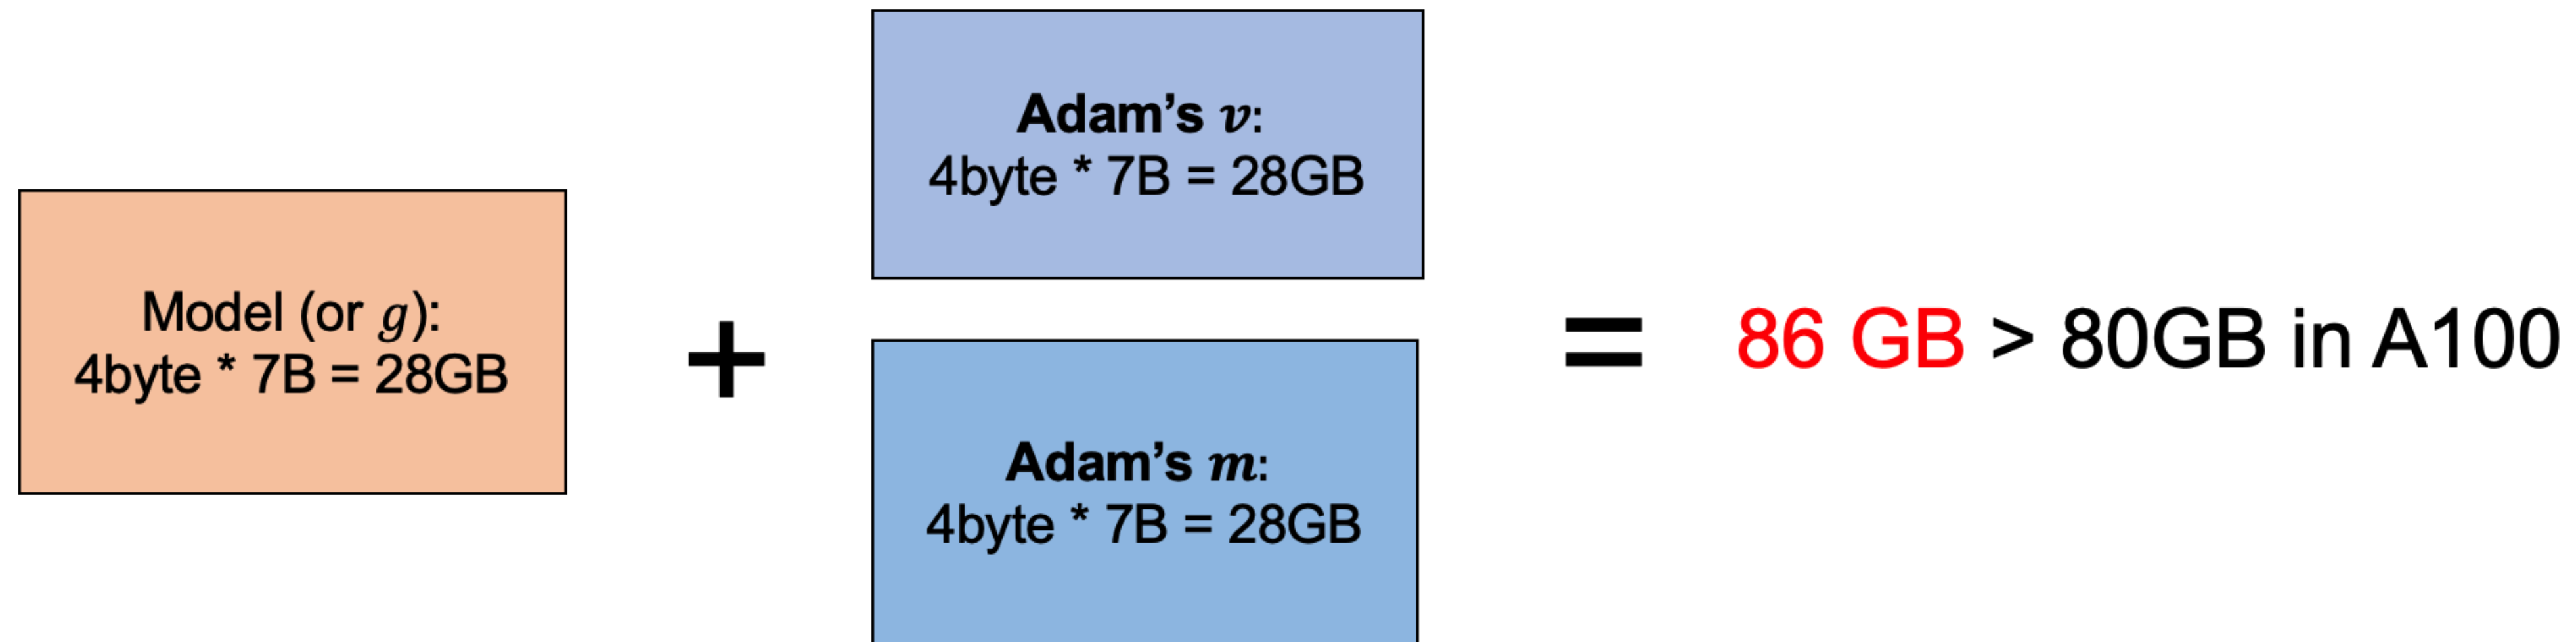 Model (or g):
4byte * 7B = 28GB
+
Adam’s v:
4byte * 7B = 28GB
Adam’s m:
4byte * 7B = 28GB
= 86 GB > 80GB in A100